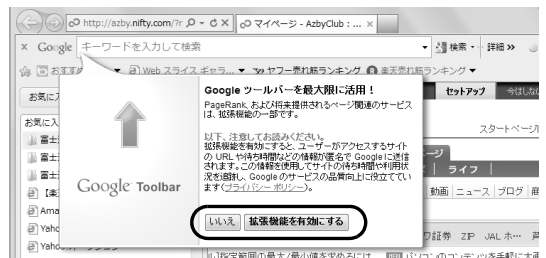 http://azby.nifty.com/?r
マイページ - AzbyClub : ...
× Google キーワードを入力して検索
検索 詳細 »
Web スライス ギャラ... ヤフー売れ筋ランキング 楽天売れ筋ランキング
セットアップ
Google ツールバーを最大限に活用！
PageRank、および将来提供されるページ関連のサービスは、拡張機能の一部です。
以下、注意してお読みください。
拡張機能を有効にすると、ユーザーがアクセスするサイト
の URL や待ち時間などの情報が匿名で Google に送信
されます。この情報を使用してサイトの待ち時間や利用状
況を追跡し、Google のサービスの品質向上に役立ててい
ます(プライバシー ポリシー)。
Google Toolbar
いいえ 拡張機能を有効にする
お気に入
富士
富士
富士
Ama
Yahc
Yaho
スタートページ
ライフ
動画 ニュース ブログ
証券 ZIP JAL ホ…